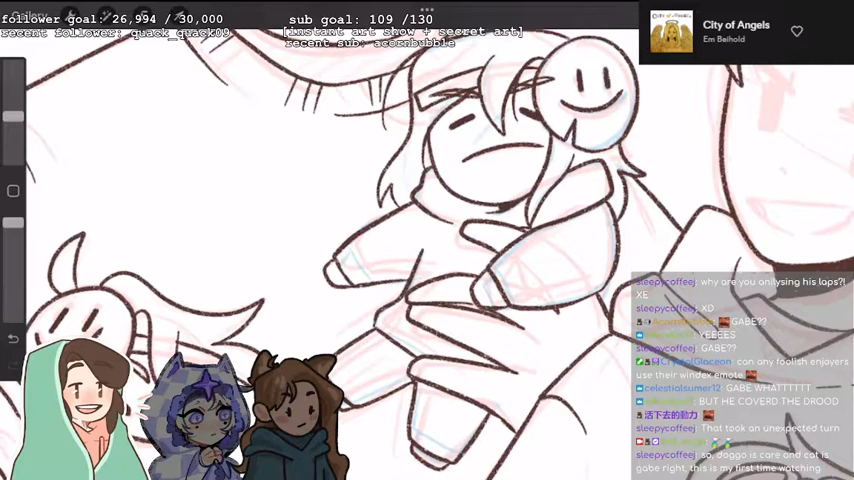 follower goal: 26,994 / 30,000
recent follower: quack_quack09
sub goal: 109 /130
[instant art show + secret art]
recent sub: acornbubble
City of Angels
Em Beihold
sleepycoffeej: why are you anilysing his laps?!
XE
sleepycoffeej: XD
GABE??
YEEGES
sleepycoffeej: GABE??
can any foolish enjoyers
use their windex emote
celestialsumer12: GABE WHATTTTT
BUT HE COVERD THE DROOD
活下去的動力
sleepycoffeej: That took an unexpected turn
sleepycoffeej: so, doggo is care and cat is
gabe right, this is my first time watching